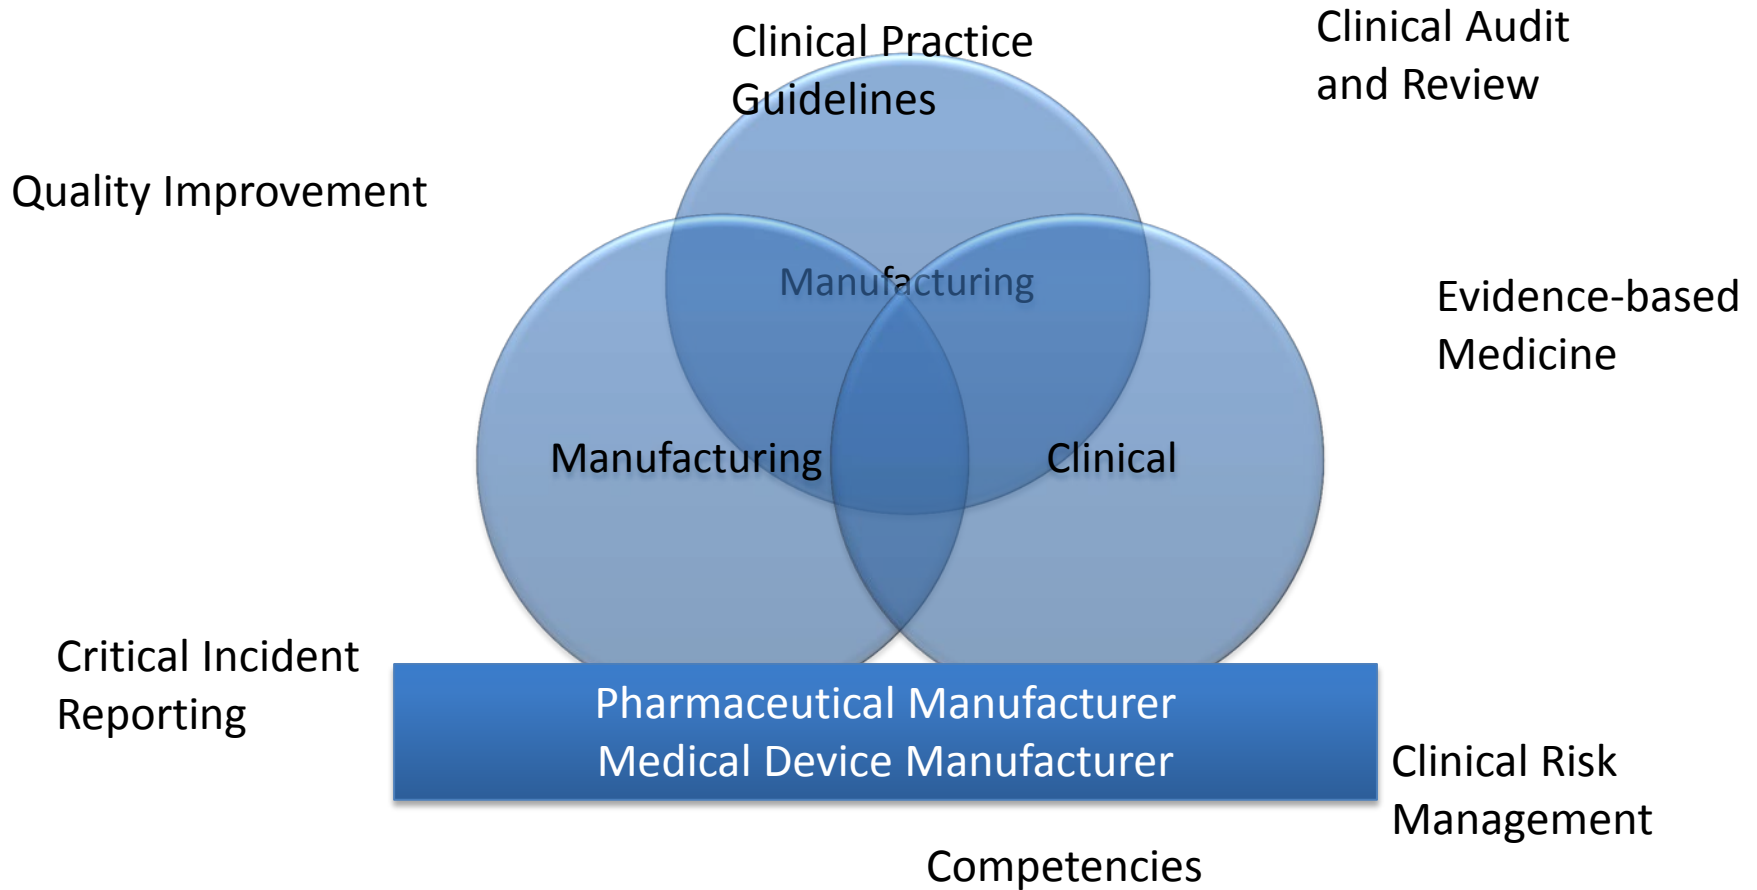 Clinical Practice
Guidelines
Clinical Audit
and Review
Quality Improvement
Manufacturing
Evidence-based
Medicine
Manufacturing
Clinical
Critical Incident
Reporting
Pharmaceutical Manufacturer
Medical Device Manufacturer
Clinical Risk
Management
Competencies